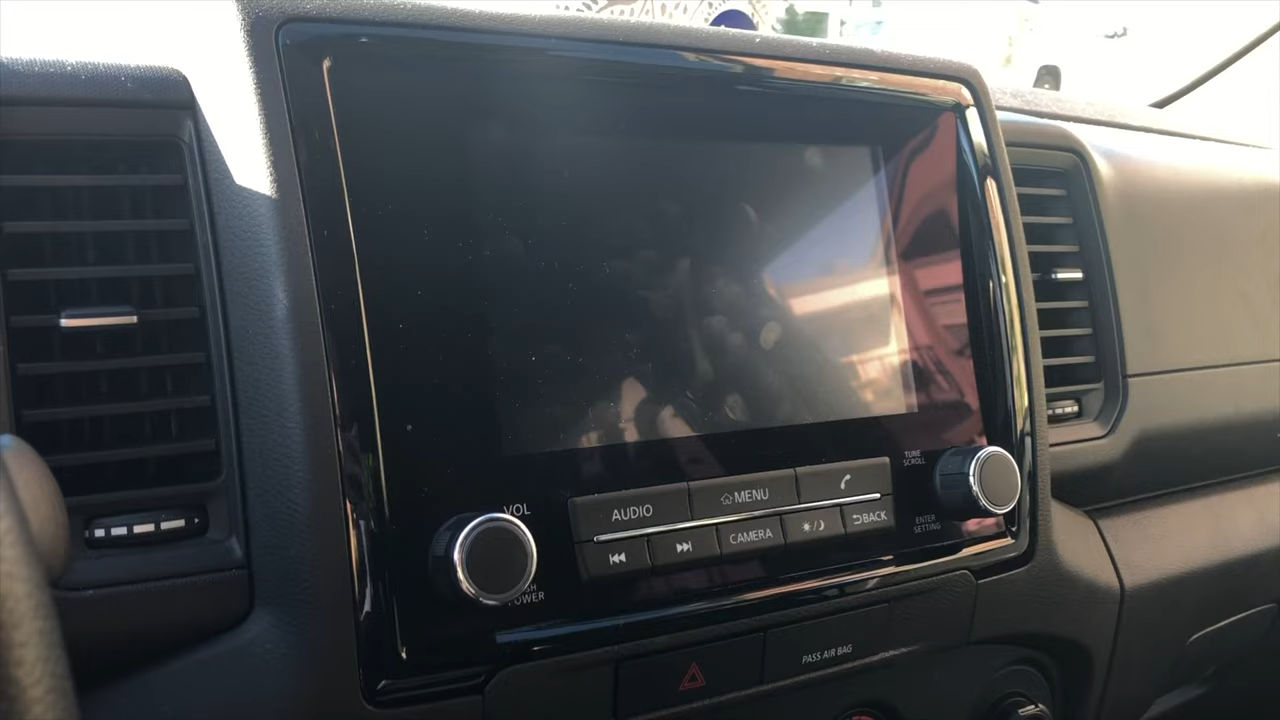 VOL
AUDIO
MENU
TUNE
SCROLL
CAMERA
BACK
ENTER
SETTING
POWER
PASS AIR BAG